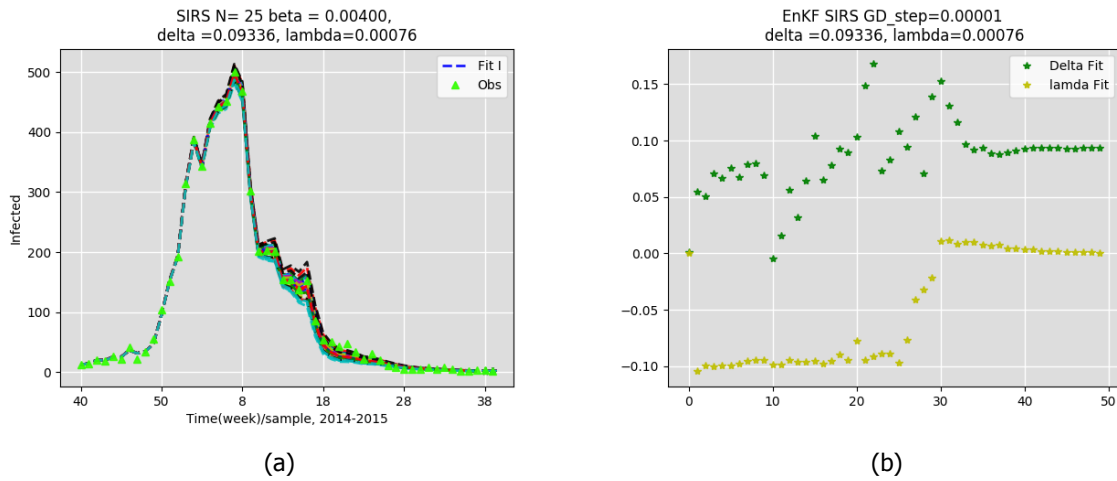 SIRS N= 25 beta = 0.00400,
delta =0.09336, lambda=0.00076
500
400
300
200
100
0
Infected
Fit I
Obs
40
50
8
18
28
38
Time(week)/sample, 2014-2015
(a)
EnKF SIRS GD_step=0.00001
delta =0.09336, lambda=0.00076
0.15
0.10
0.05
0.00
−0.05
−0.10
Delta Fit
lamda Fit
0
10
20
30
40
50
(b)